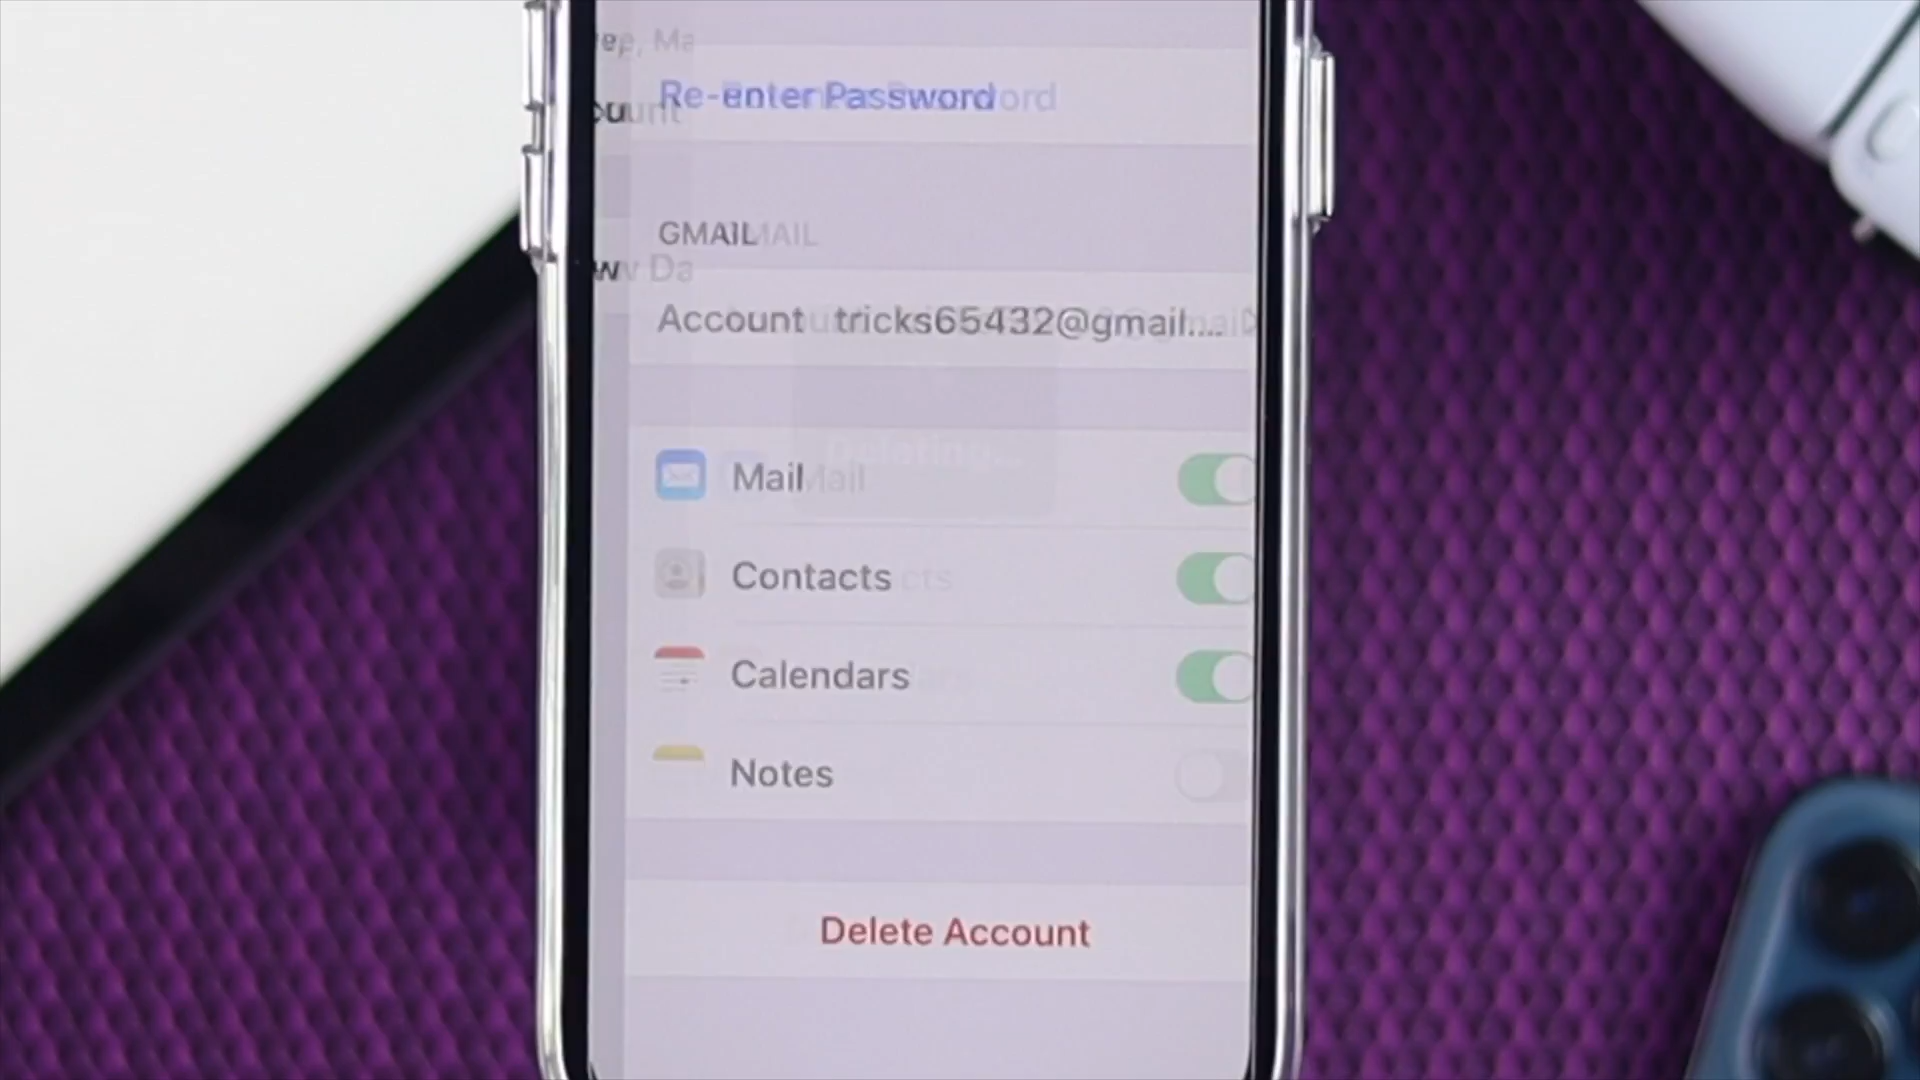 Re-enter Password
GMAIL
Account tricks65432@gmail....
Mail
Contacts
Calendars
Notes
Delete Account